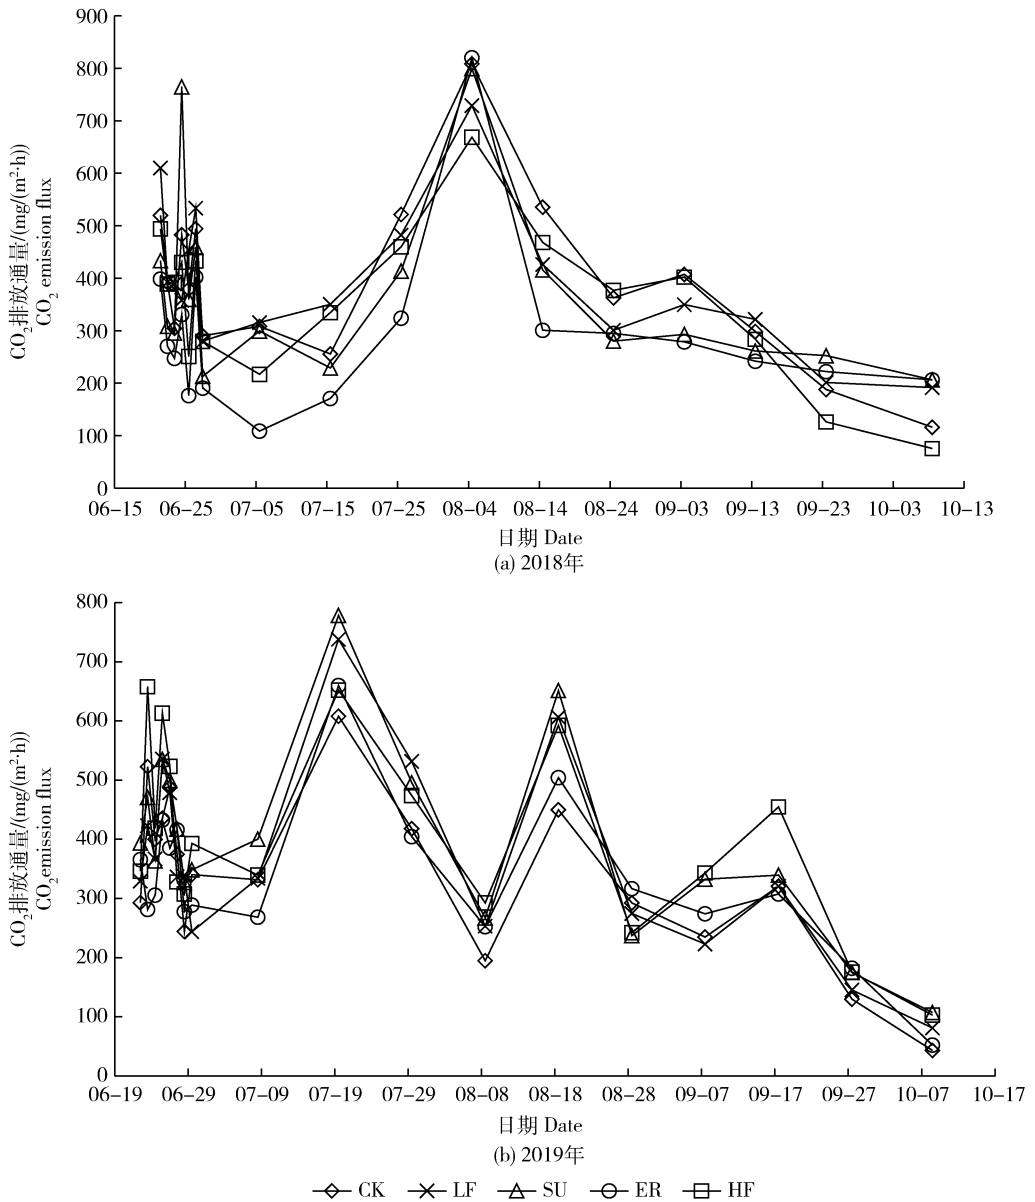 900
800
700
600
500
400
300
200
100
0
CO₂排放通量/(mg/(m²·h))
CO₂ emission flux
06–15 06–25 07–05 07–15 07–25 08–04 08–14 08–24 09–03 09–13 09–23 10–03 10–13
日期 Date
(a) 2018年
800
700
600
500
400
300
200
100
0
CO₂排放通量/(mg/(m²·h))
CO₂emission flux
06–19 06–29 07–09 07–19 07–29 08–08 08–18 08–28 09–07 09–17 09–27 10–07 10–17
日期 Date
(b) 2019年
CK LF SU ER HF